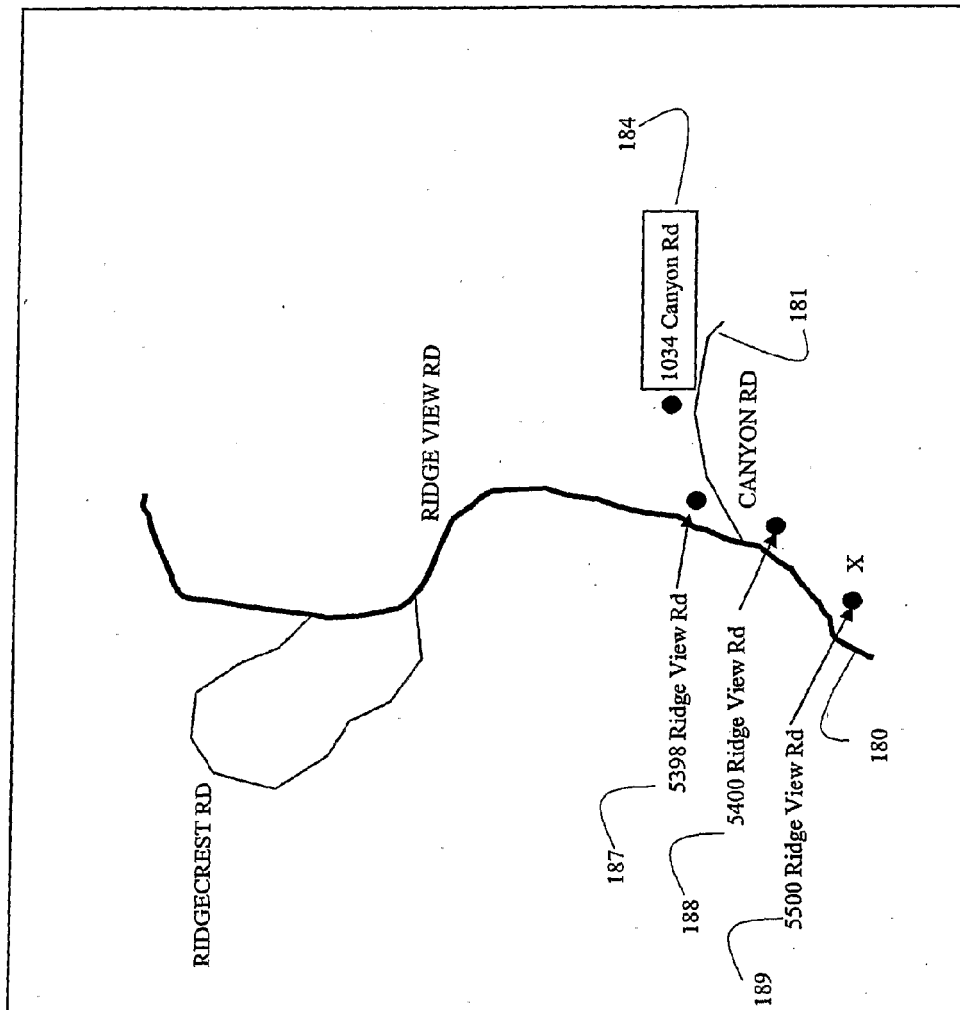 RIDGECREST RD
RIDGE VIEW RD
184
1034 Canyon Rd
181
CANYON RD
187
5398 Ridge View Rd
188
5400 Ridge View Rd
189
5500 Ridge View Rd
X
180